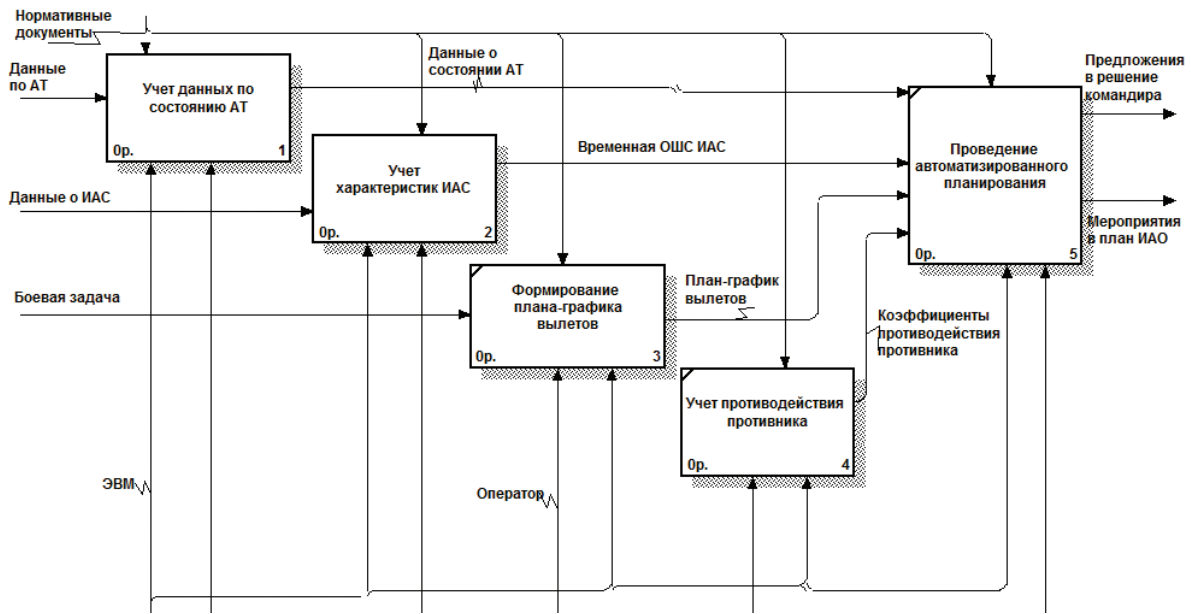 Нормативные
документы
Данные
по АТ
Учет данных по
состоянию АТ
0р.
1
Данные о
состоянии АТ
Предложения
в решение
командира
Учет
характеристик ИАС
0р.
2
Временная ОШС ИАС
Проведение
автоматизированного
планирования
0р.
5
Данные о ИАС
Мероприятия
в план ИАО
Боевая задача
Формирование
плана-графика
вылетов
0р.
3
План-график
вылетов
Коэффициенты
противодействия
противника
Учет противодействия
противника
0р.
4
ЭВМ
Оператор